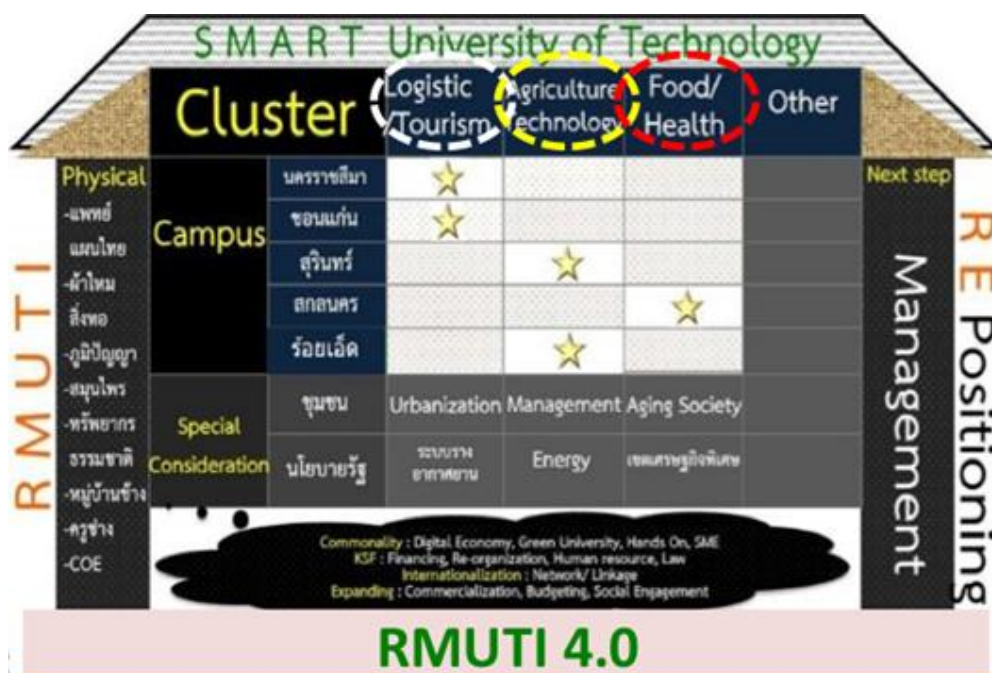 SMART University of Technology
Cluster
Logistic
/Tourism
Agriculture
Technology
Food/
Health
Other
Physical
-แพทย์
แผนไทย
-ผ้าไหม
สิ่งทอ
-ภูมิปัญญา
-สมุนไพร
-ทรัพยากร
ธรรมชาติ
-หมู่บ้านช้าง
-ครูช่าง
-COE
Campus
นครราชสีมา
ขอนแก่น
สุรินทร์
สกลนคร
ร้อยเอ็ด
Special
Consideration
ชุมชน
Urbanization
Management
Aging Society
นโยบายรัฐ
ระบบราง
อากาศยาน
Energy
เขตเศรษฐกิจพิเศษ
Next step
Management
RMUTI
RE Positioning
Commonality : Digital Economy, Green University, Hands On, SME
KSF : Financing, Re-organization, Human resource, Law
Internationalization : Network/ Linkage
Expanding : Commercialization, Budgeting, Social Engagement
RMUTI 4.0